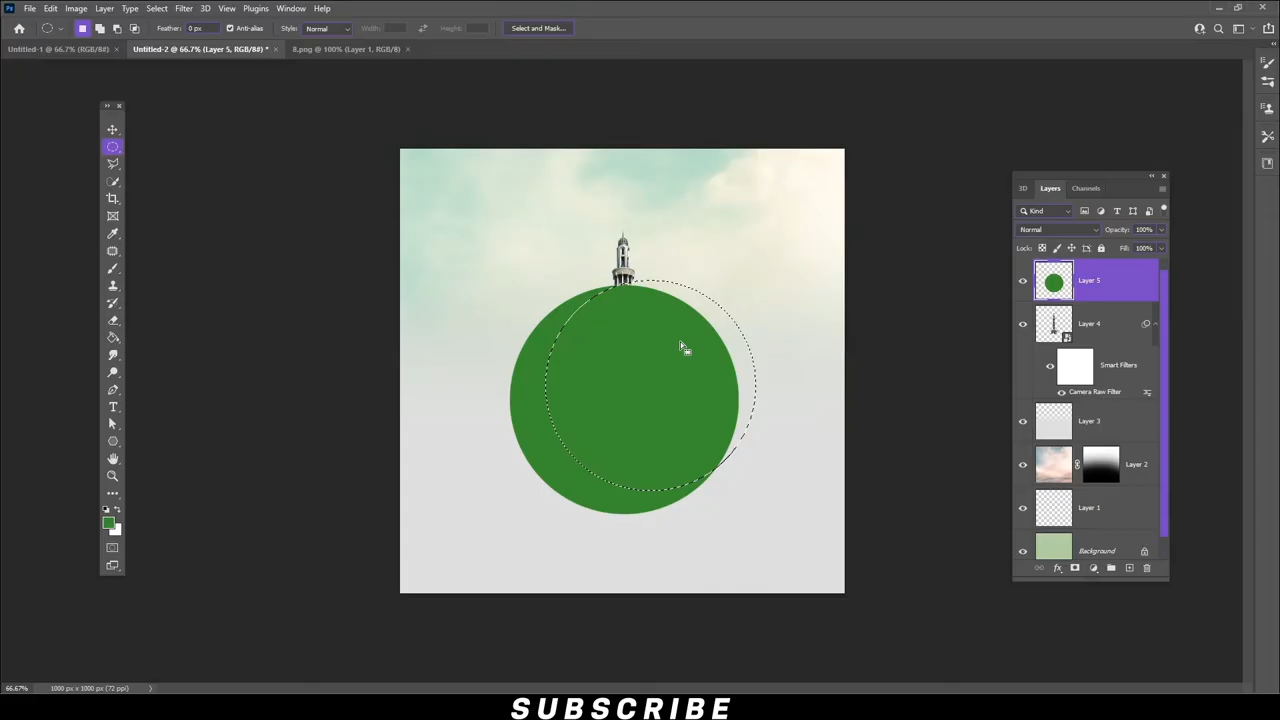 Ps File Edit Image Layer Type Select Filter 3D View Plugins Window Help
Feather: 0 px Anti-alias Style: Normal Width: Height: Select and Mask...
Untitled-1 @ 66.7% (RGB/8#) × Untitled-2 @ 66.7% (Layer 5, RGB/8#) * × 8.png @ 100% (Layer 1, RGB/8) ×
3D Layers Channels
Kind
Normal Opacity: 100%
Lock: Fill: 100%
Layer 5
Layer 4
Smart Filters
Camera Raw Filter
Layer 3
Layer 2
Layer 1
Background
fx
66.67% 1000 px x 1000 px (72 ppi)
SUBSCRIBE